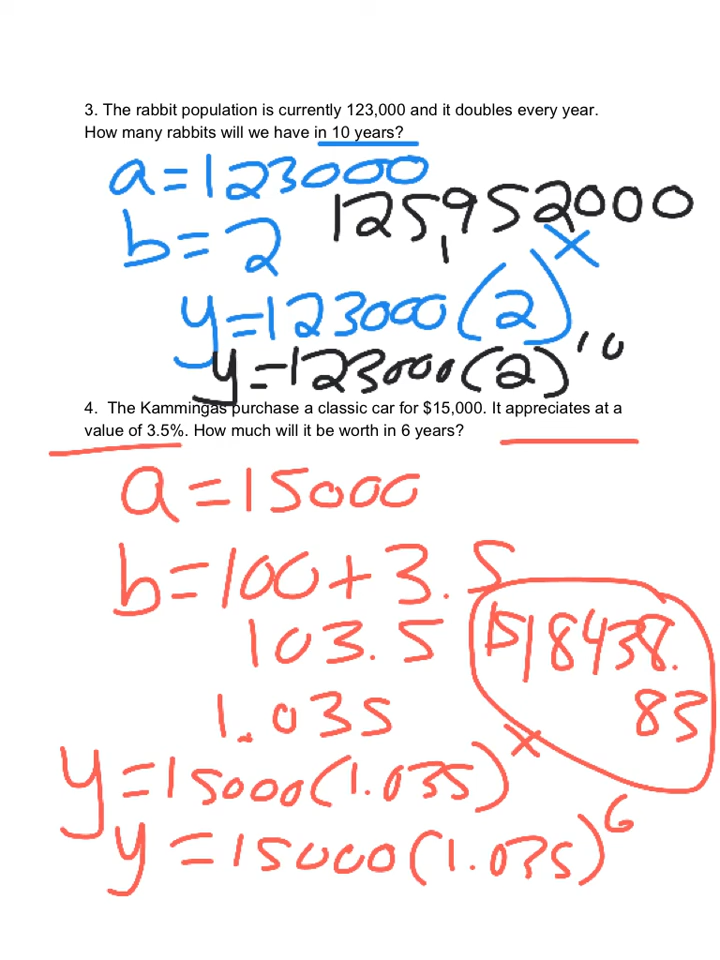 3. The rabbit population is currently 123,000 and it doubles every year.
How many rabbits will we have in 10 years?
a=123000
125,952000
b=2
y=123000(2)^x
y=123000(2)^10
4. The Kammingas purchase a classic car for $15,000. It appreciates at a
value of 3.5%. How much will it be worth in 6 years?
a=15000
b=100+3.5
103.5
$18438.
83
1.035
y=15000(1.035)^x
y=15000(1.035)^6